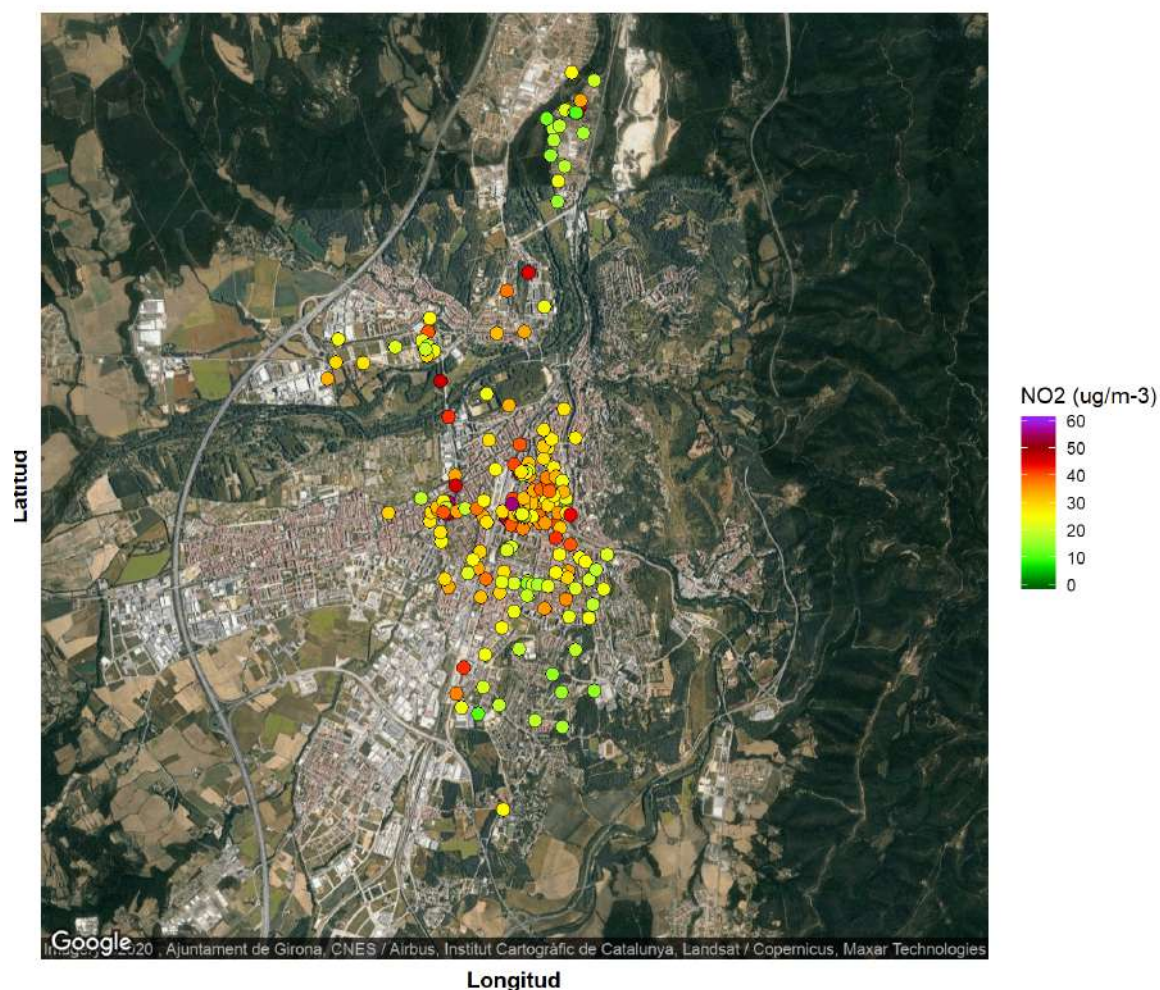 NO2 (ug/m-3)
60
50
40
30
20
10
0
Latitud
Google
Imagery ©2020 , Ajuntament de Girona, CNES / Airbus, Institut Cartogràfic de Catalunya, Landsat / Copernicus, Maxar Technologies
Longitud